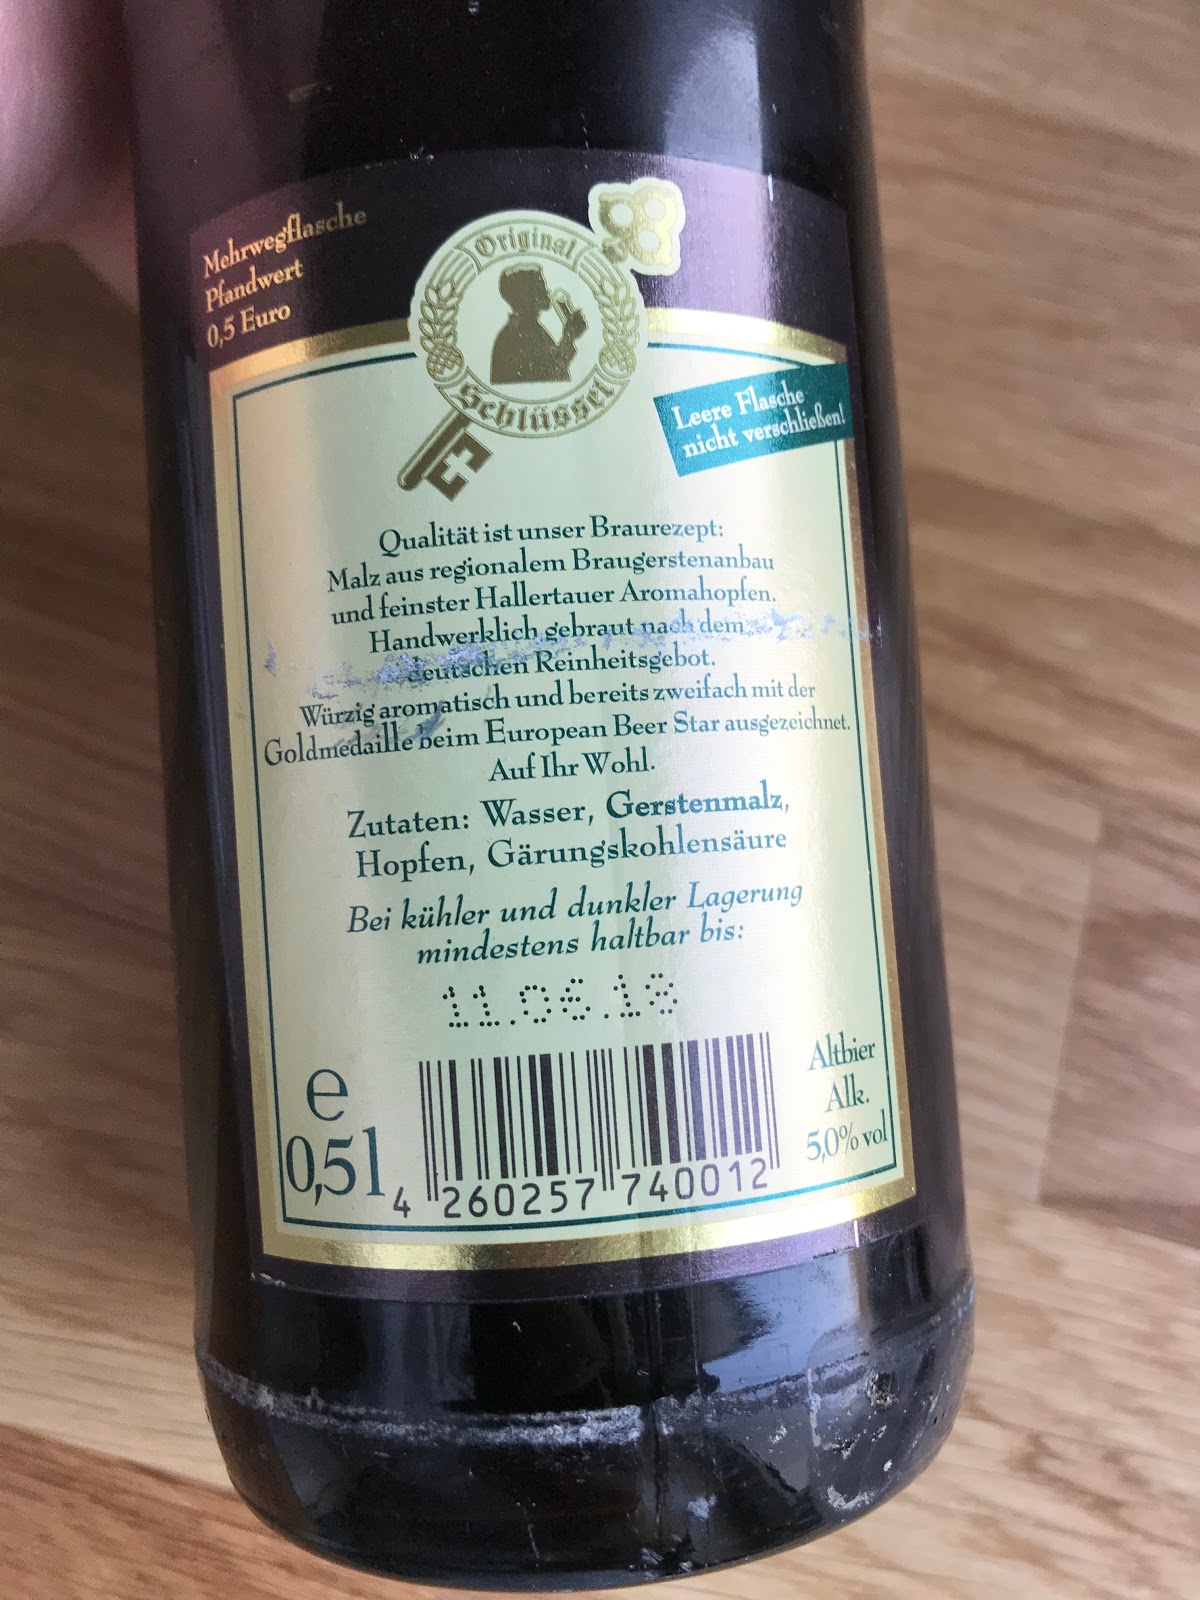 Mehrwegflasche
Pfandwert
0,5 Euro
Original
Schlüssel
Leere Flasche
nicht verschließen!
Qualität ist unser Braurezept:
Malz aus regionalem Braugerstenanbau
und feinster Hallertauer Aromahopfen.
Handwerklich gebraut nach dem
deutschen Reinheitsgebot.
Würzig aromatisch und bereits zweifach mit der
Goldmedaille beim European Beer Star ausgezeichnet.
Auf Ihr Wohl.
Zutaten: Wasser, Gerstenmalz,
Hopfen, Gärungskohlensäure
Bei kühler und dunkler Lagerung
mindestens haltbar bis:
11.06.18
e
0,5l
4 260257 740012
Altbier
Alk.
5,0% vol